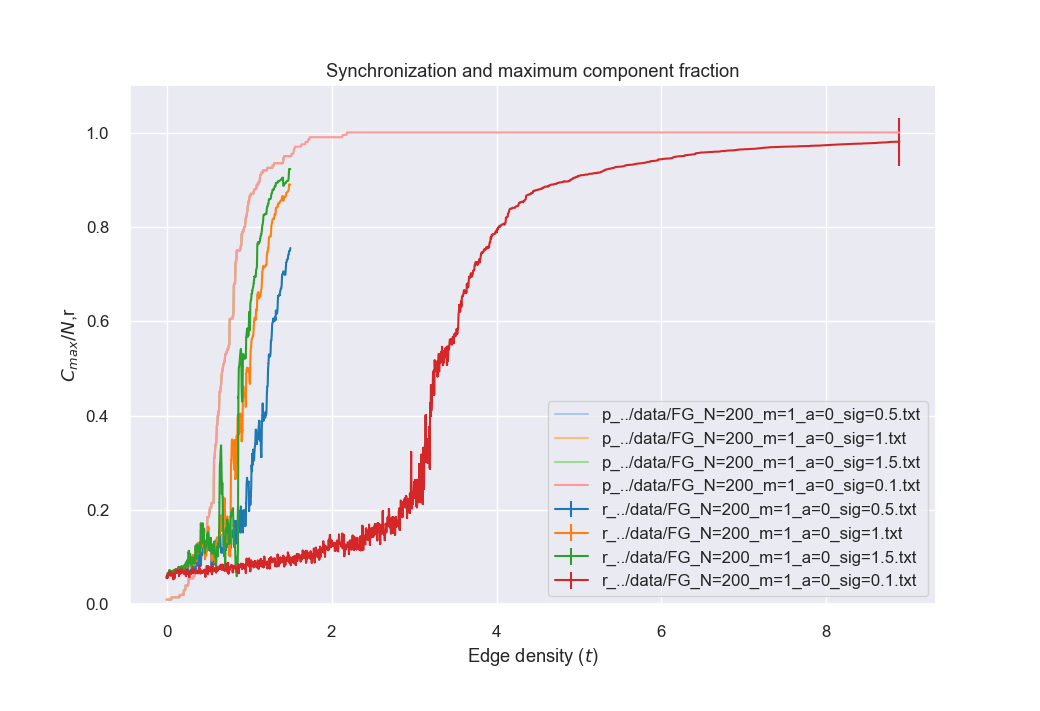 Synchronization and maximum component fraction
1.0
0.8
0.6
0.4
0.2
0.0
C_max/N,r
p_../data/FG_N=200_m=1_a=0_sig=0.5.txt
p_../data/FG_N=200_m=1_a=0_sig=1.txt
p_../data/FG_N=200_m=1_a=0_sig=1.5.txt
p_../data/FG_N=200_m=1_a=0_sig=0.1.txt
r_../data/FG_N=200_m=1_a=0_sig=0.5.txt
r_../data/FG_N=200_m=1_a=0_sig=1.txt
r_../data/FG_N=200_m=1_a=0_sig=1.5.txt
r_../data/FG_N=200_m=1_a=0_sig=0.1.txt
0 2 4 6 8
Edge density (t)